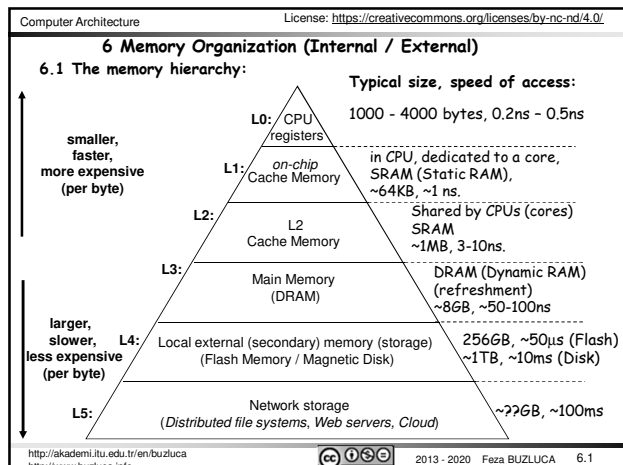 Computer Architecture
License: https://creativecommons.org/licenses/by-nc-nd/4.0/
6 Memory Organization (Internal / External)
6.1 The memory hierarchy:
Typical size, speed of access:
smaller,
faster,
more expensive
(per byte)
L0: CPU
registers
1000 - 4000 bytes, 0.2ns – 0.5ns
L1: on-chip
Cache Memory
in CPU, dedicated to a core,
SRAM (Static RAM),
~64KB, ~1 ns.
L2:
L2
Cache Memory
Shared by CPUs (cores)
SRAM
~1MB, 3-10ns.
L3:
Main Memory
(DRAM)
DRAM (Dynamic RAM)
(refreshment)
~8GB, ~50-100ns
larger,
slower,
less expensive
(per byte)
L4:
Local external (secondary) memory (storage)
(Flash Memory / Magnetic Disk)
256GB, ~50µs (Flash)
~1TB, ~10ms (Disk)
L5:
Network storage
(Distributed file systems, Web servers, Cloud)
~??GB, ~100ms
http://akademi.itu.edu.tr/en/buzluca
http://www.buzluca.info
cc
2013 - 2020 Feza BUZLUCA 6.1